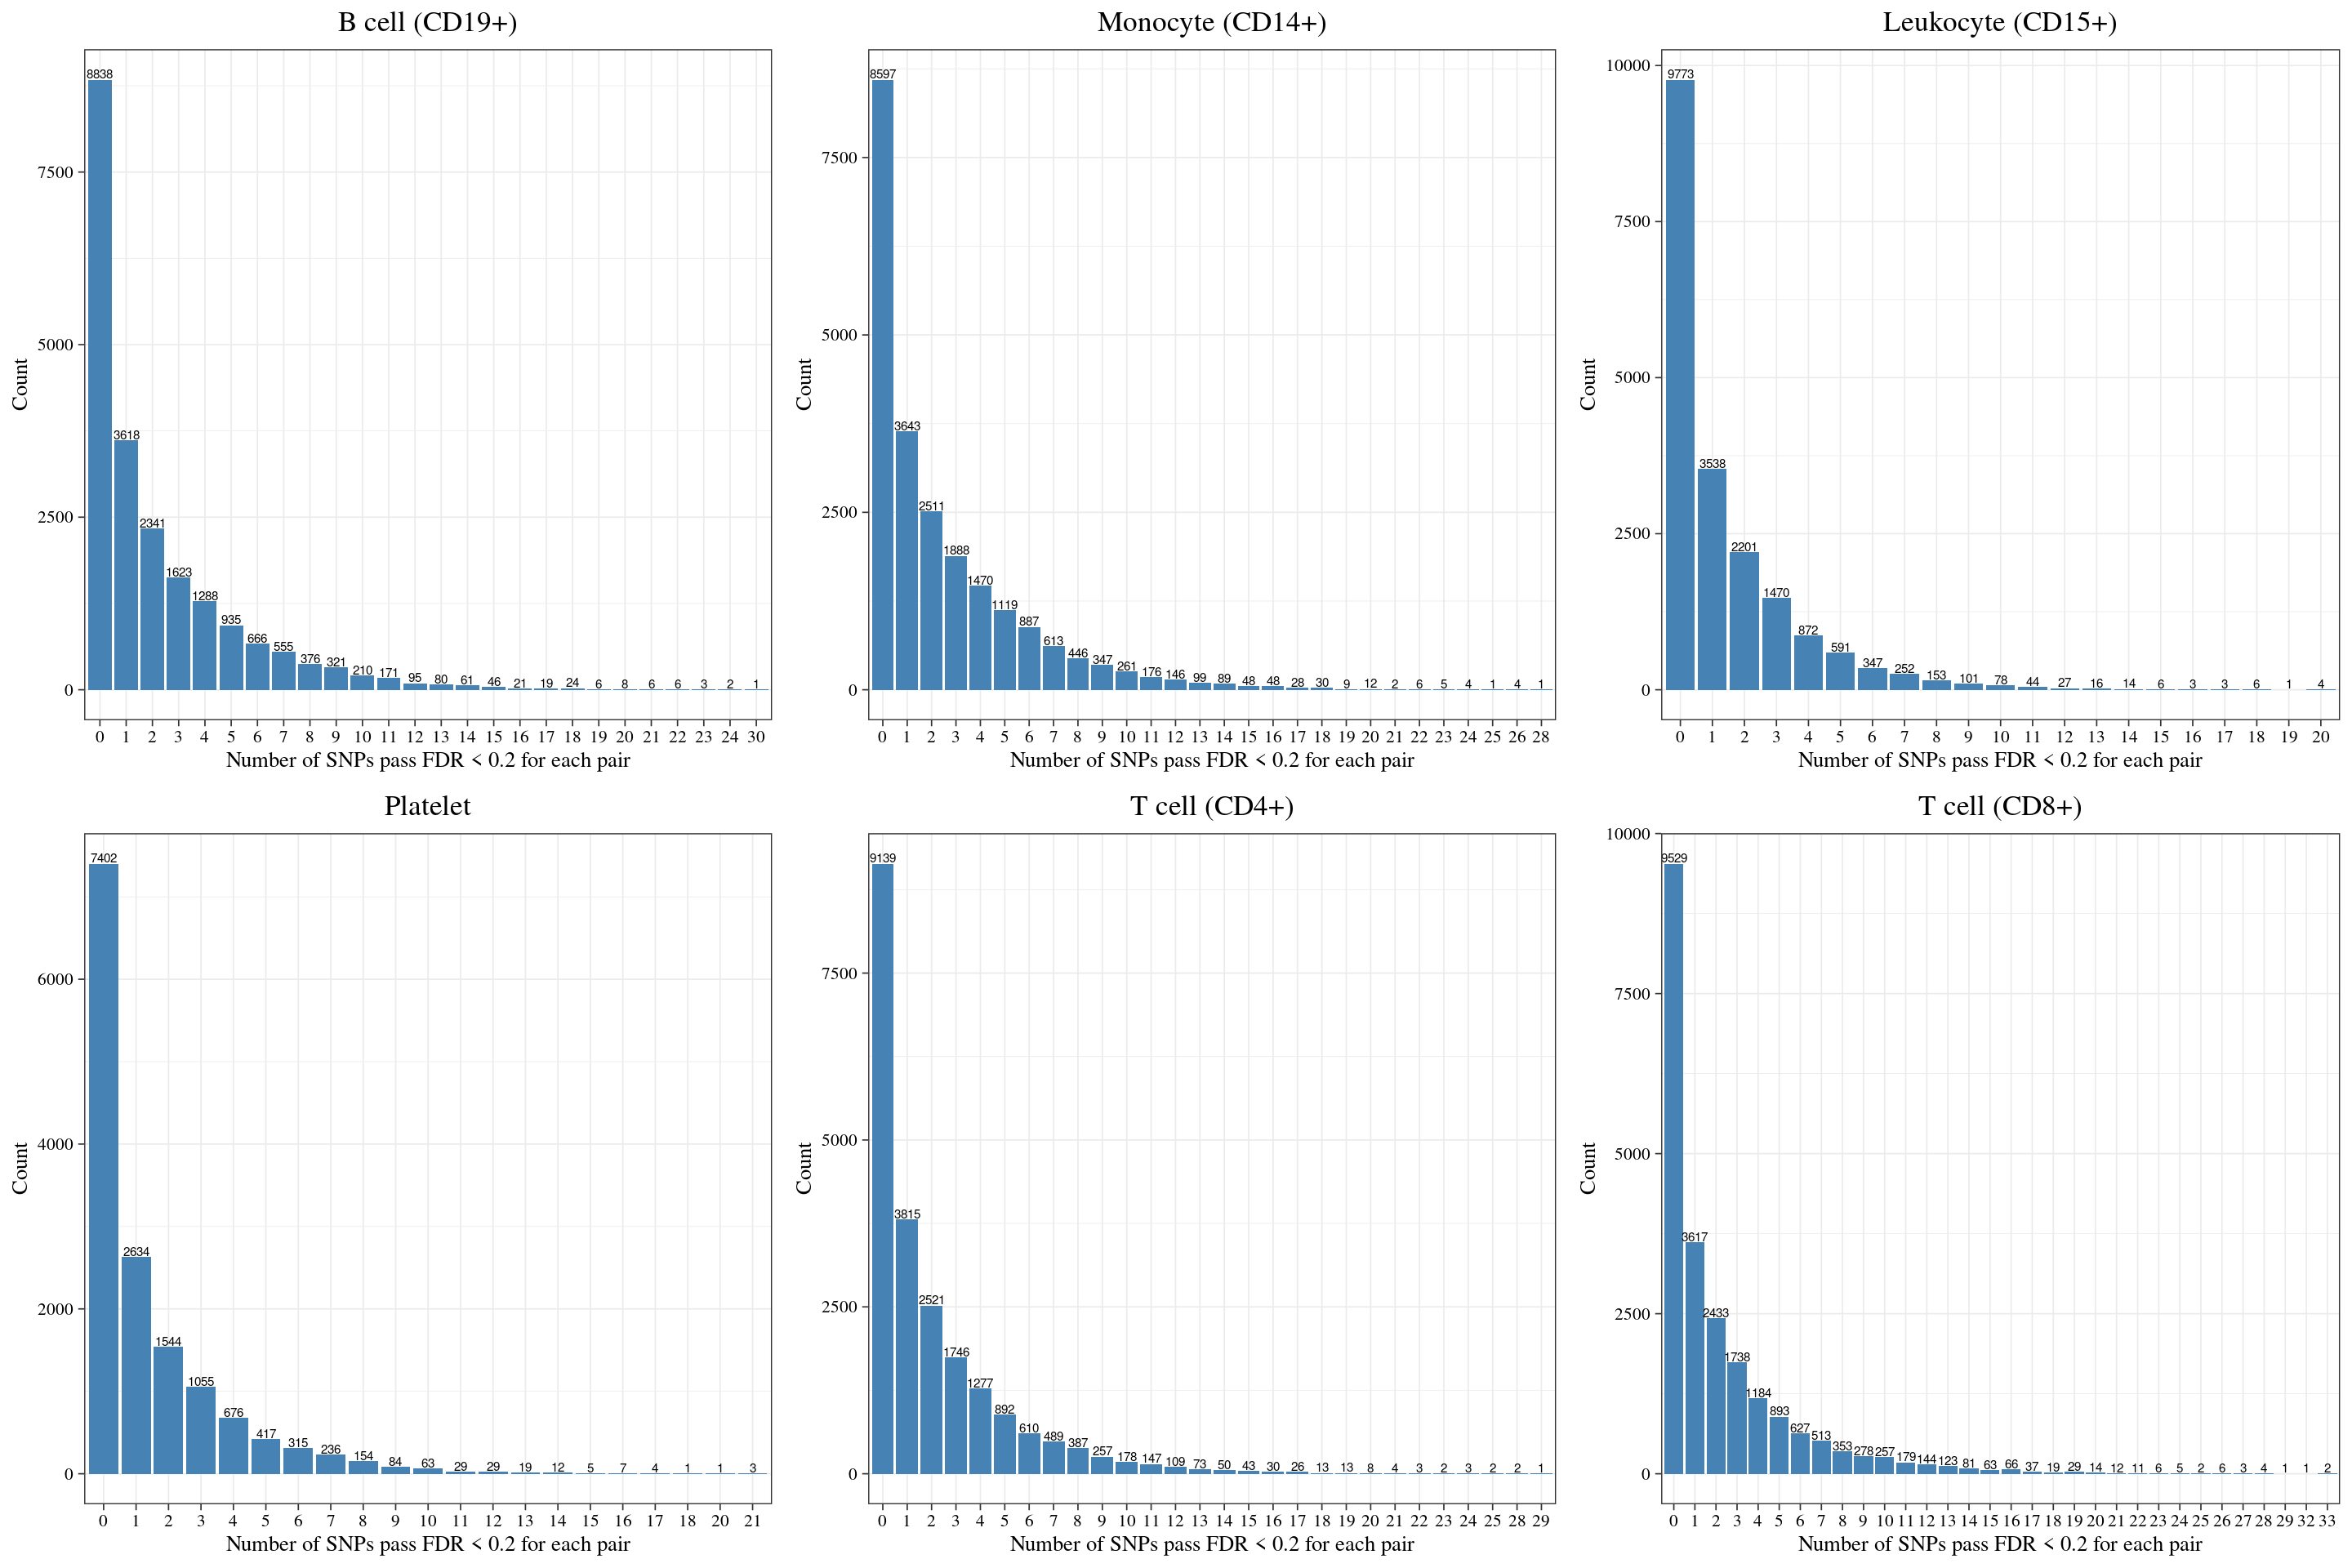 B cell (CD19+)
Count
7500
5000
2500
0
8838 3618 2341 1623 1288 935 666 555 376 321 210 171 95 80 61 46 21 19 24 6 8 6 6 3 2 1
0 1 2 3 4 5 6 7 8 9 10 11 12 13 14 15 16 17 18 19 20 21 22 23 24 30
Number of SNPs pass FDR < 0.2 for each pair
Monocyte (CD14+)
Count
7500
5000
2500
0
8597 3643 2511 1888 1470 1119 887 613 446 347 261 176 146 99 89 48 48 28 30 9 12 2 6 5 4 1 4 1
0 1 2 3 4 5 6 7 8 9 10 11 12 13 14 15 16 17 18 19 20 21 22 23 24 25 26 28
Number of SNPs pass FDR < 0.2 for each pair
Leukocyte (CD15+)
Count
10000
7500
5000
2500
0
9773 3538 2201 1470 872 591 347 252 153 101 78 44 27 16 14 6 3 3 6 1 4
0 1 2 3 4 5 6 7 8 9 10 11 12 13 14 15 16 17 18 19 20
Number of SNPs pass FDR < 0.2 for each pair
Platelet
Count
6000
4000
2000
0
7402 2634 1544 1055 676 417 315 236 154 84 63 29 29 19 12 5 7 4 1 1 3
0 1 2 3 4 5 6 7 8 9 10 11 12 13 14 15 16 17 18 20 21
Number of SNPs pass FDR < 0.2 for each pair
T cell (CD4+)
Count
7500
5000
2500
0
9139 3815 2521 1746 1277 892 610 489 387 257 178 147 109 73 50 43 30 26 13 13 8 4 3 2 3 2 2 1
0 1 2 3 4 5 6 7 8 9 10 11 12 13 14 15 16 17 18 19 20 21 22 23 24 25 28 29
Number of SNPs pass FDR < 0.2 for each pair
T cell (CD8+)
Count
10000
7500
5000
2500
0
9529 3617 2433 1738 1184 893 627 513 353 278 257 179 144 123 81 63 66 37 19 29 14 12 11 6 5 2 6 3 4 1 1 2
0 1 2 3 4 5 6 7 8 9 10 11 12 13 14 15 16 17 18 19 20 21 22 23 24 25 26 27 28 29 32 33
Number of SNPs pass FDR < 0.2 for each pair